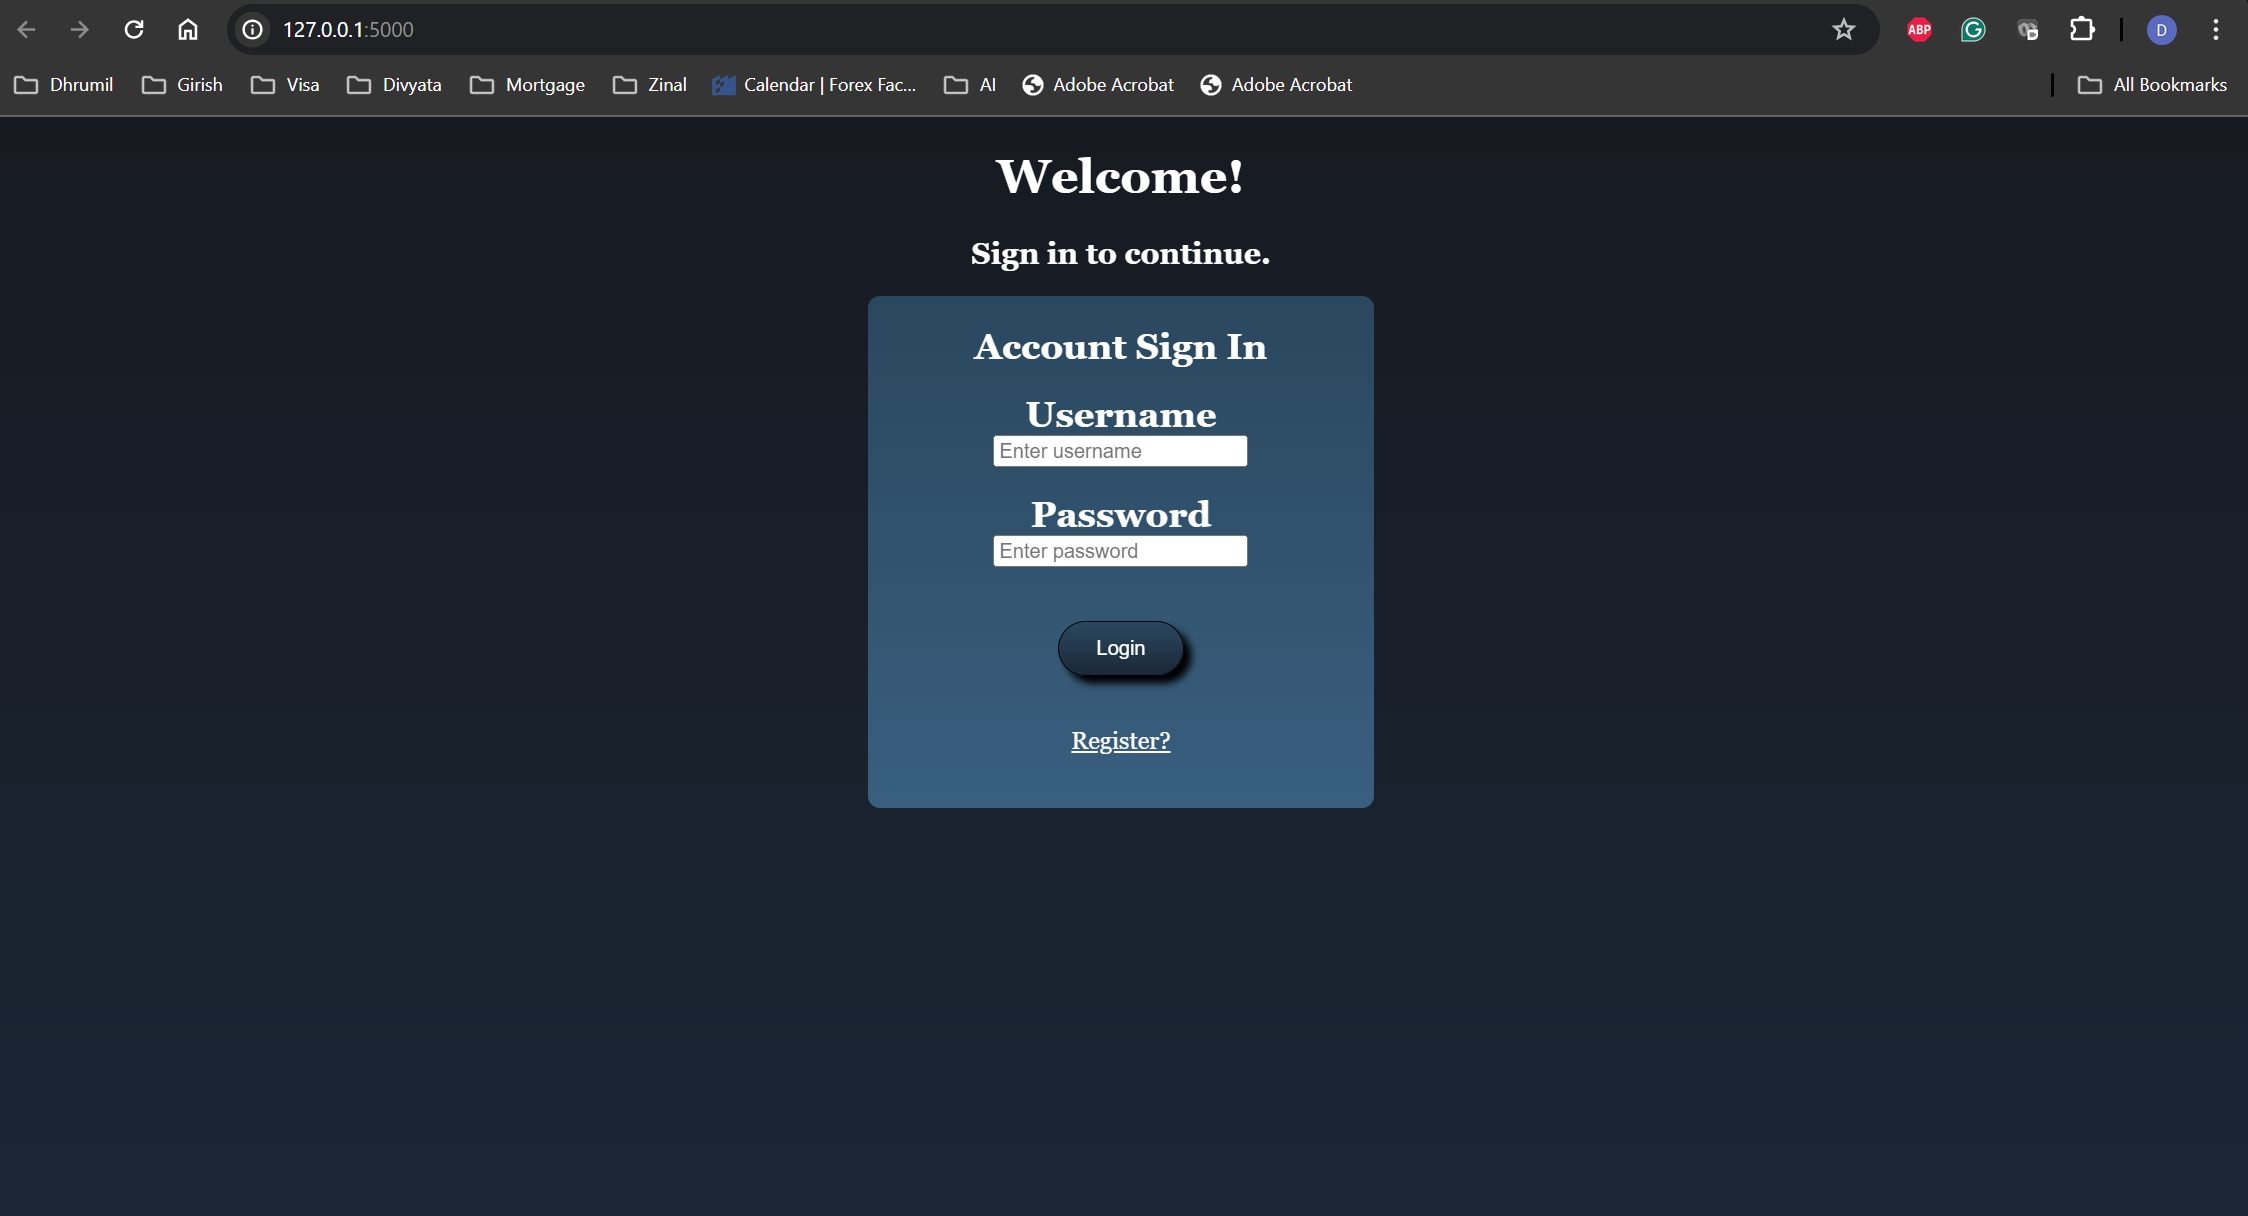 127.0.0.1:5000
ABP
D
Dhrumil Girish Visa Divyata Mortgage Zinal Calendar | Forex Fac... AI Adobe Acrobat Adobe Acrobat All Bookmarks
Welcome!
Sign in to continue.
Account Sign In
Username
Enter username
Password
Enter password
Login
Register?